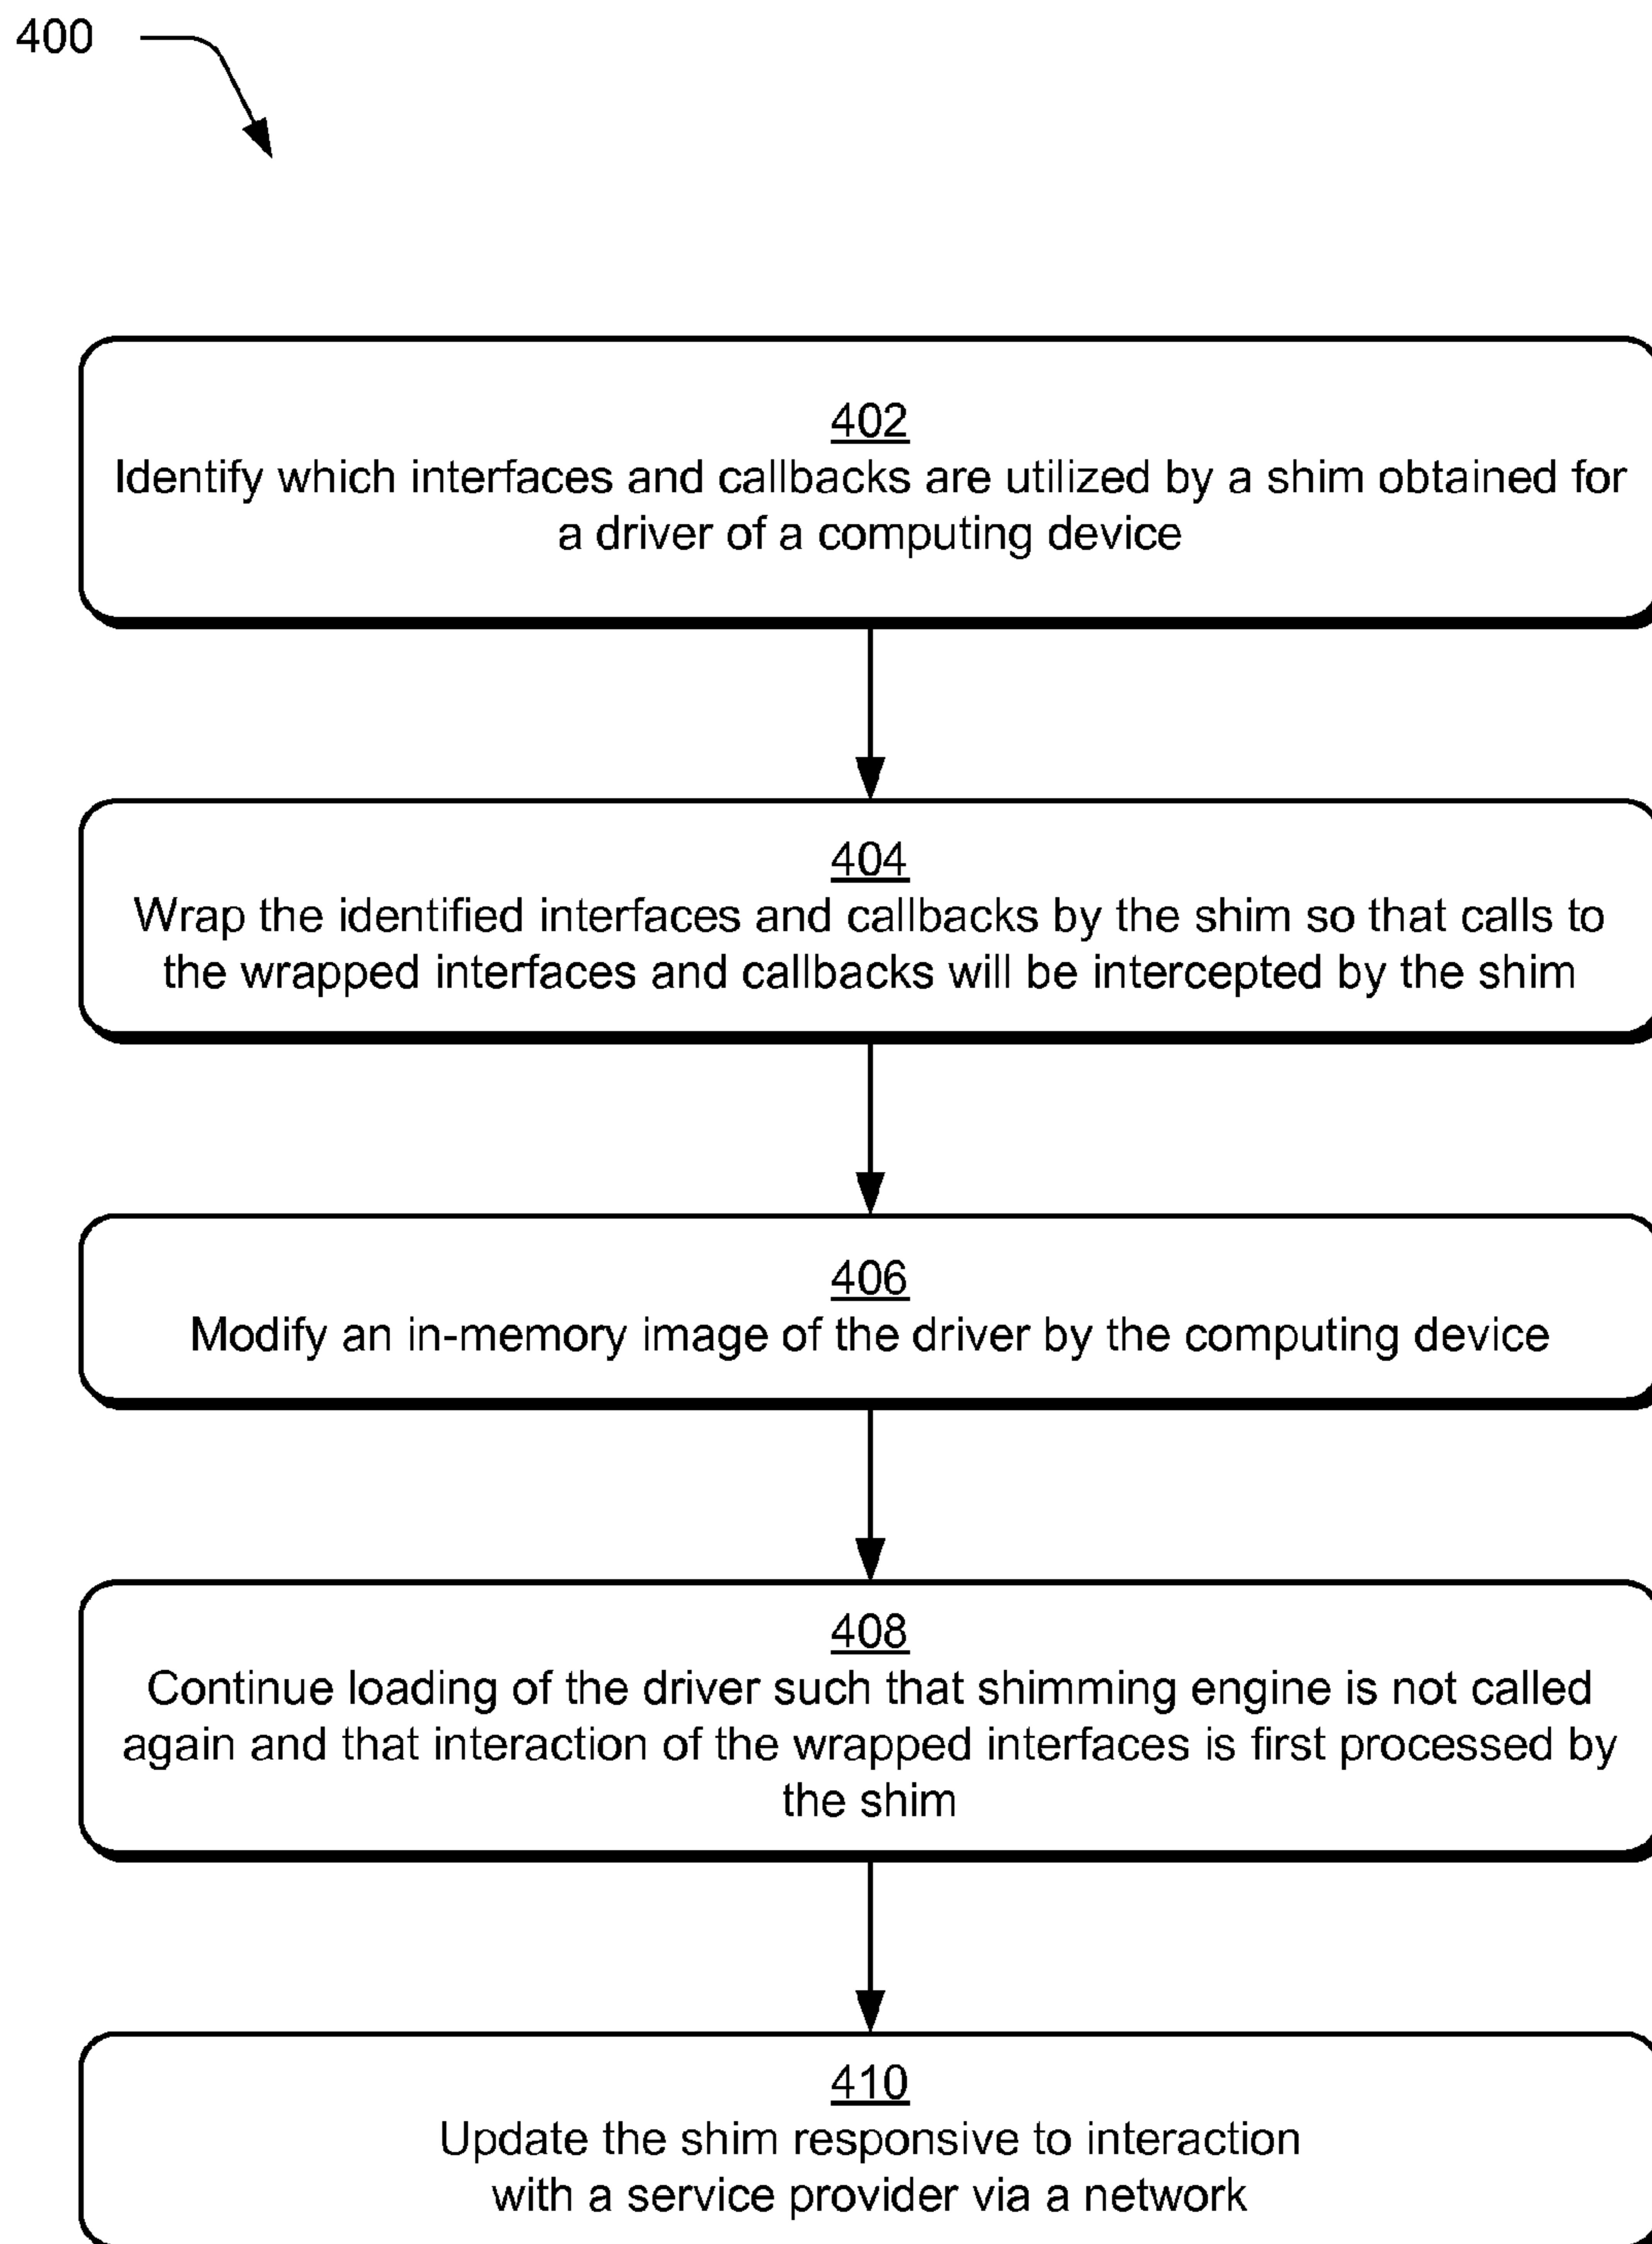 400
402
Identify which interfaces and callbacks are utilized by a shim obtained for
a driver of a computing device
404
Wrap the identified interfaces and callbacks by the shim so that calls to
the wrapped interfaces and callbacks will be intercepted by the shim
406
Modify an in-memory image of the driver by the computing device
408
Continue loading of the driver such that shimming engine is not called
again and that interaction of the wrapped interfaces is first processed by
the shim
410
Update the shim responsive to interaction
with a service provider via a network